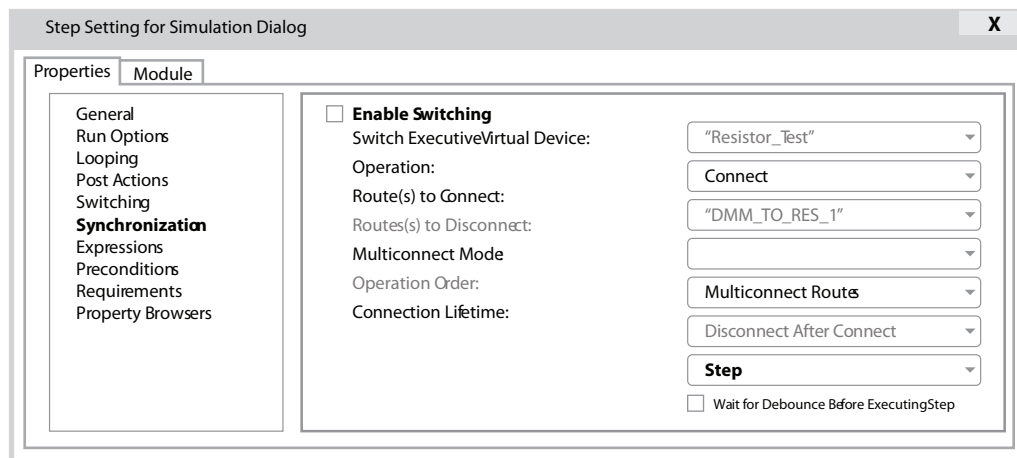 Step Setting for Simulation Dialog
X
Properties
Module
General
Run Options
Looping
Post Actions
Switching
Synchronization
Expressions
Preconditions
Requirements
Property Browsers
Enable Switching
Switch ExecutiveVirtual Device:
"Resistor_Test"
Operation:
Connect
Route(s) to Connect:
"DMM_TO_RES_1"
Routes(s) to Disconnect:
Multiconnect Mode
Multiconnect Routes
Operation Order:
Disconnect After Connect
Connection Lifetime:
Step
Wait for Debounce Before ExecutingStep